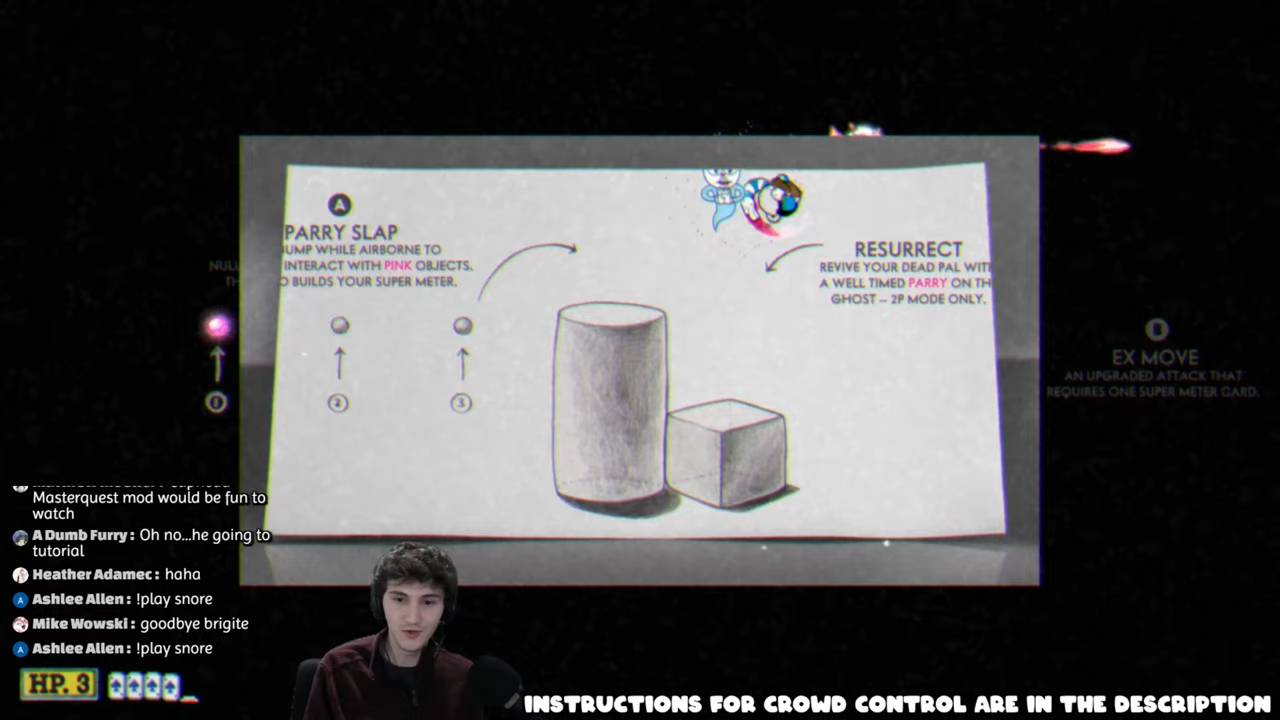 A
PARRY SLAP
JUMP WHILE AIRBORNE TO
INTERACT WITH PINK OBJECTS.
O BUILDS YOUR SUPER METER.
2
3
1
RESURRECT
REVIVE YOUR DEAD PAL WITH
A WELL TIMED PARRY ON TH
GHOST – 2P MODE ONLY.
B
EX MOVE
AN UPGRADED ATTACK THAT
REQUIRES ONE SUPER METER CARD.
Masterquest mod would be fun to
watch
A Dumb Furry : Oh no...he going to
tutorial
Heather Adamec : haha
A Ashlee Allen : !play snore
Mike Wowski : goodbye brigite
A Ashlee Allen : !play snore
HP. 3
INSTRUCTIONS FOR CROWD CONTROL ARE IN THE DESCRIPTION